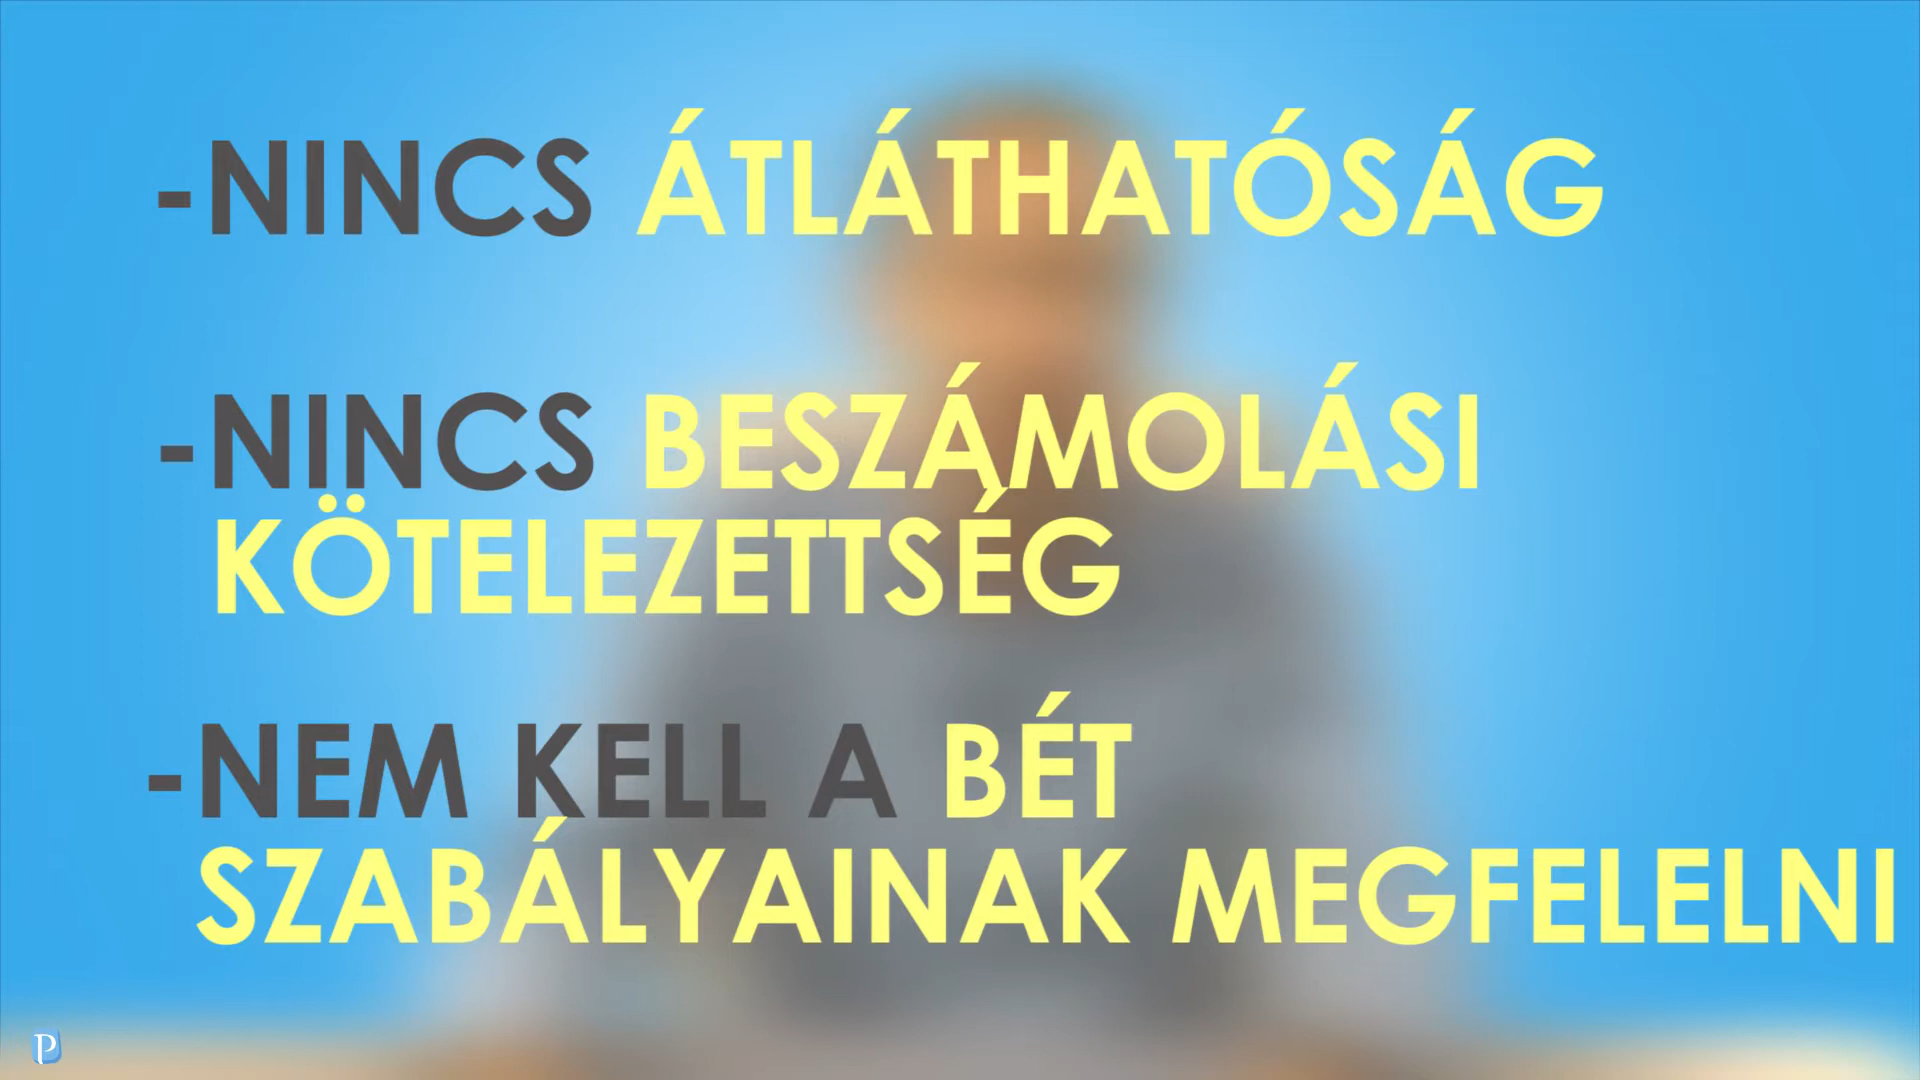 -NINCS ÁTLÁTHATÓSÁG
-NINCS BESZÁMOLÁSI
KÖTELEZETTSÉG
-NEM KELL A BÉT
SZABÁLYAINAK MEGFELELNI
P